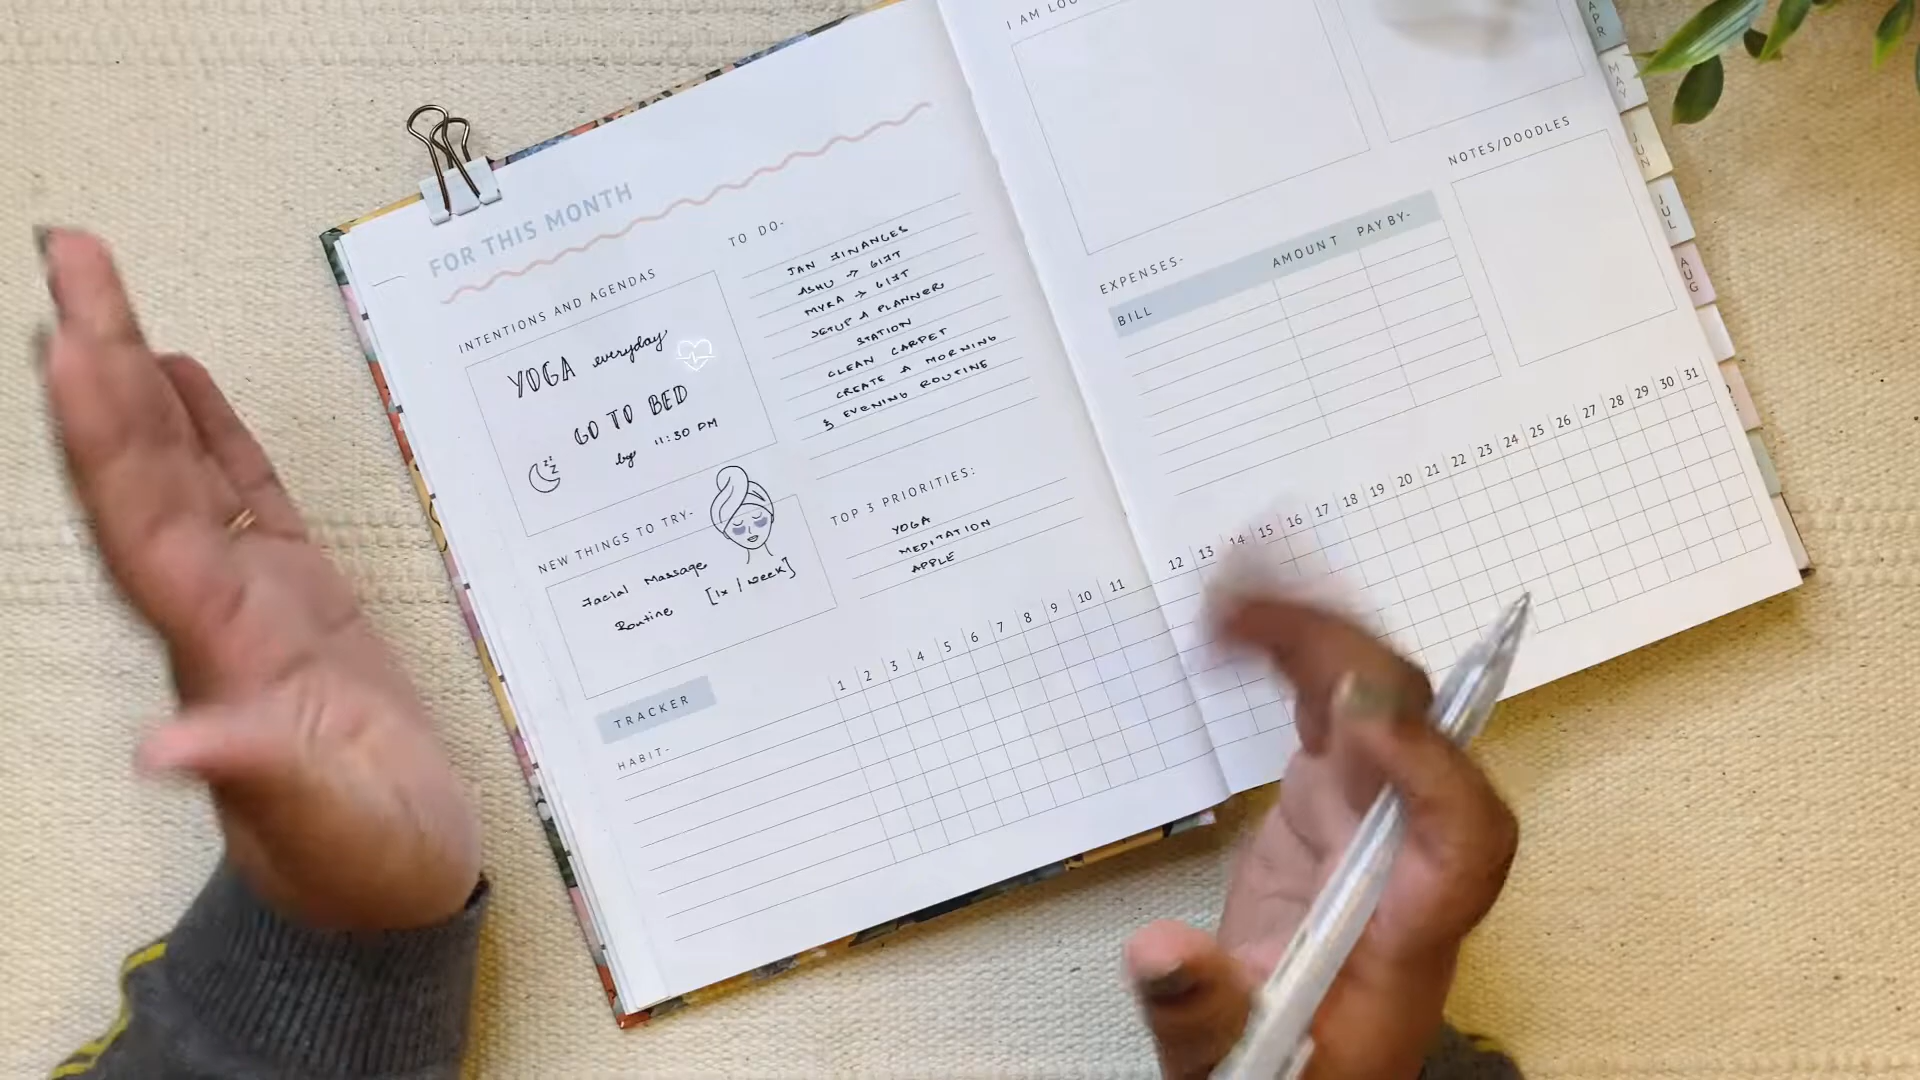 FOR THIS MONTH
INTENTIONS AND AGENDAS
YOGA everyday
GO TO BED
by 11:30 PM
zzz
NEW THINGS TO TRY-
Facial Massage
Routine [1x / week]
TO DO-
JAN FINANCES
ASHU → GIFT
MYRA → GIFT
SETUP A PLANNER
STATION
CLEAN CARPET
CREATE A MORNING
& EVENING ROUTINE
TOP 3 PRIORITIES:
YOGA
MEDITATION
APPLE
TRACKER
HABIT-
1 2 3 4 5 6 7 8 9 10 11
I AM
EXPENSES-
BILL AMOUNT PAY BY-
NOTES/DOODLES
12 13 14 15 16 17 18 19 20 21 22 23 24 25 26 27 28 29 30 31
APR
MAY
JUN
JUL
AUG